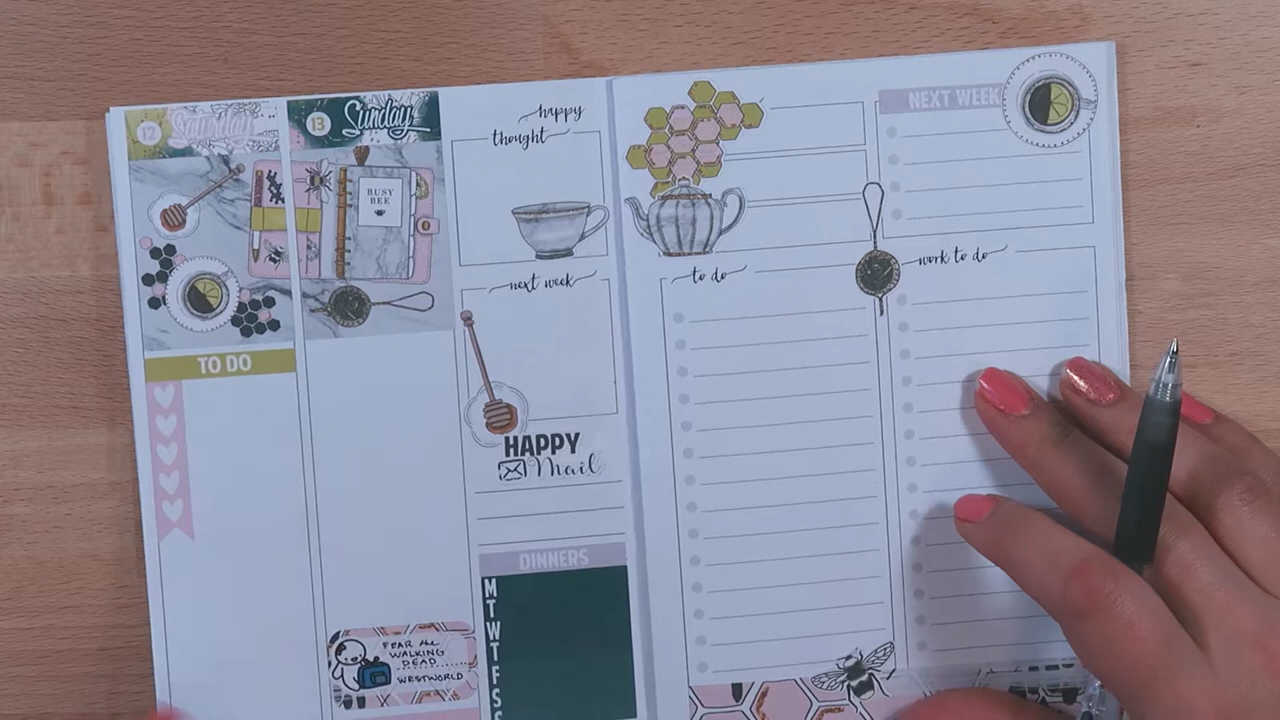 12 Saturday
13 Sunday
BUSY
BEE
TO DO
FEAR the
WALKING
DEAD
WESTWORLD
happy
thought
next week
HAPPY
Mail
DINNERS
M
T
W
T
F
S
S
NEXT WEEK
to do
work to do